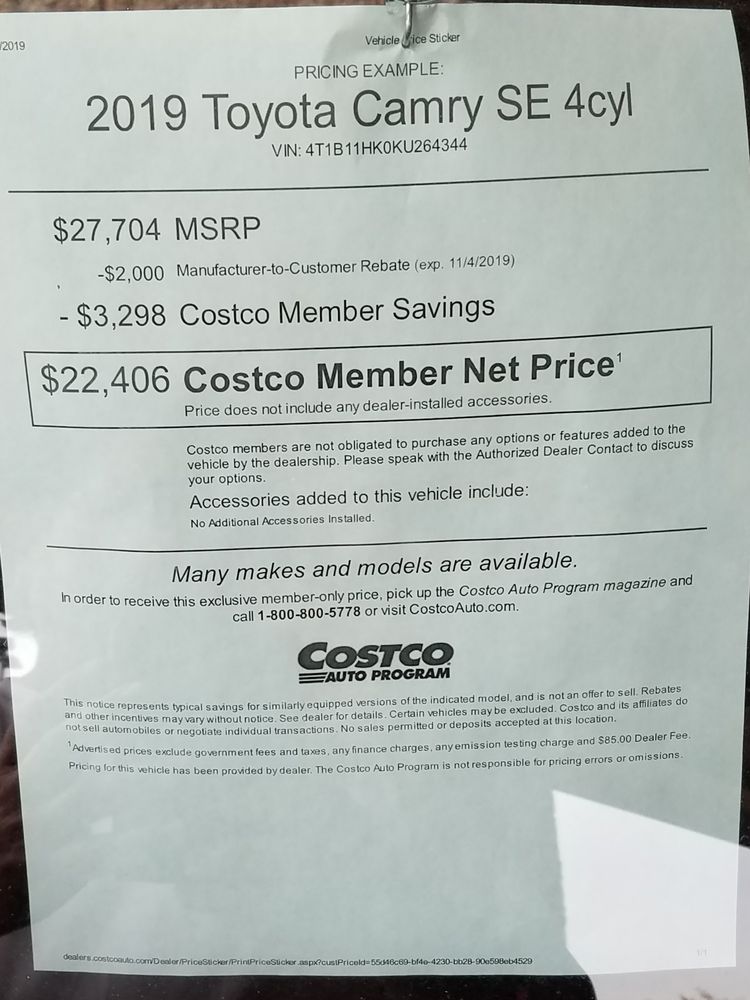 /2019
Vehicle ice Sticker
PRICING EXAMPLE:
2019 Toyota Camry SE 4cyl
VIN: 4T1B11HK0KU264344
$27,704 MSRP
-$2,000 Manufacturer-to-Customer Rebate (exp. 11/4/2019)
- $3,298 Costco Member Savings
$22,406 Costco Member Net Price¹
Price does not include any dealer-installed accessories.
Costco members are not obligated to purchase any options or features added to the
vehicle by the dealership. Please speak with the Authorized Dealer Contact to discuss
your options.
Accessories added to this vehicle include:
No Additional Accessories Installed.
Many makes and models are available.
In order to receive this exclusive member-only price, pick up the Costco Auto Program magazine and
call 1-800-800-5778 or visit CostcoAuto.com.
COSTCO
AUTO PROGRAM
This notice represents typical savings for similarly equipped versions of the indicated model, and is not an offer to sell. Rebates
and other incentives may vary without notice. See dealer for details. Certain vehicles may be excluded. Costco and its affiliates do
not sell automobiles or negotiate individual transactions. No sales permitted or deposits accepted at this location.
¹Advertised prices exclude government fees and taxes, any finance charges, any emission testing charge and $85.00 Dealer Fee.
Pricing for this vehicle has been provided by dealer. The Costco Auto Program is not responsible for pricing errors or omissions.
dealers.costcoauto.com/Dealer/PriceSticker/PrintPriceSticker.aspx?custPriceId=55d46c69-bf4e-4230-bb28-90e598eb4529
1/1